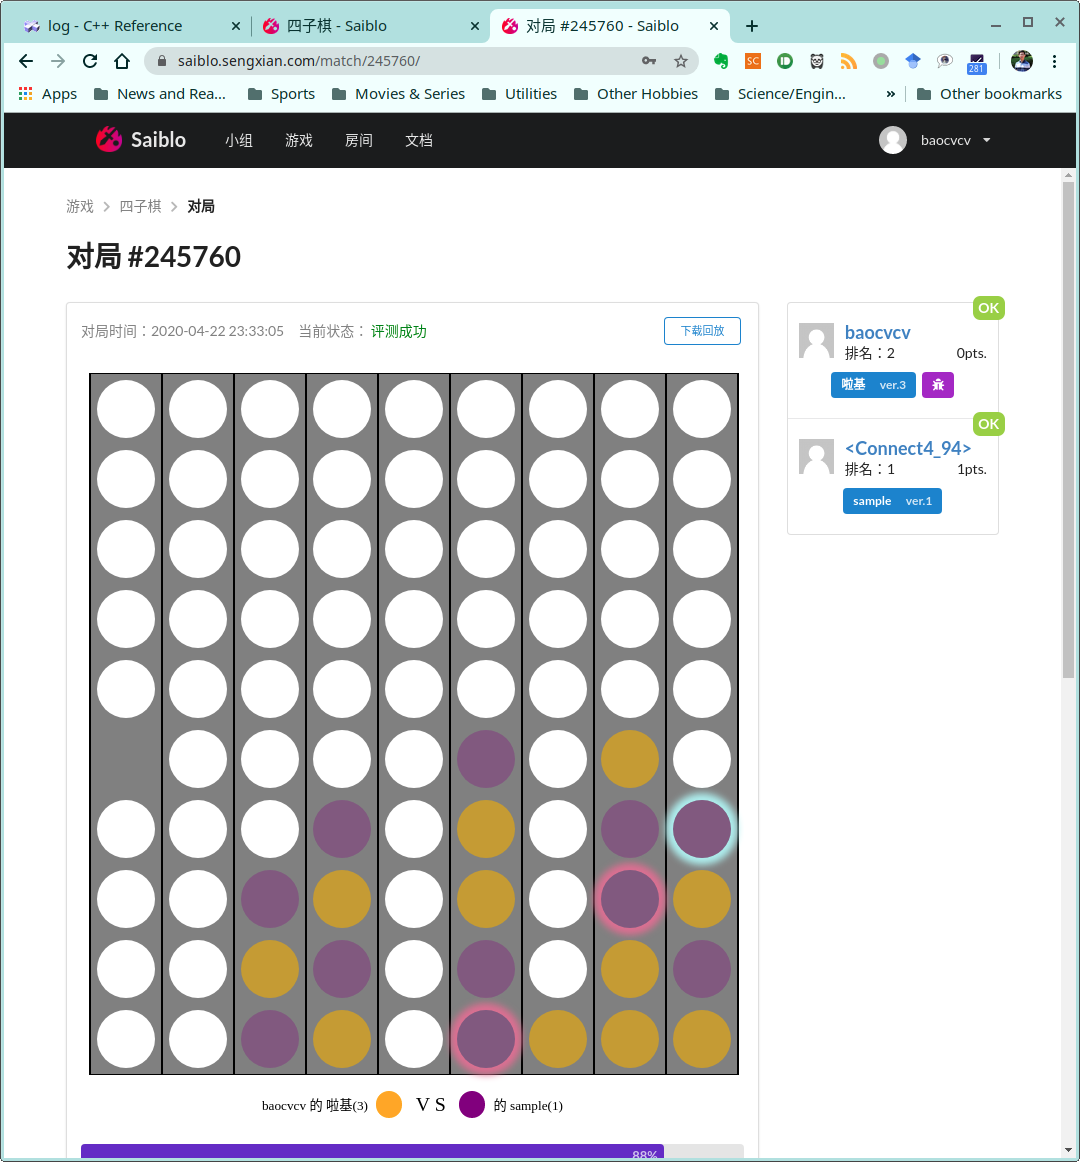 log - C++ Reference
四子棋 - Saiblo
对局 #245760 - Saiblo
saiblo.sengxian.com/match/245760/
SC
281
Apps
News and Rea...
Sports
Movies & Series
Utilities
Other Hobbies
Science/Engin...
»
Other bookmarks
Saiblo
小组
游戏
房间
文档
baocvcv
游戏 > 四子棋 > 对局
对局 #245760
对局时间：2020-04-22 23:33:05 当前状态： 评测成功
下载回放
OK
baocvcv
排名：2 0pts.
啦基 ver.3
OK
<Connect4_94>
排名：1 1pts.
sample ver.1
baocvcv 的 啦基(3) V S 的 sample(1)
88%